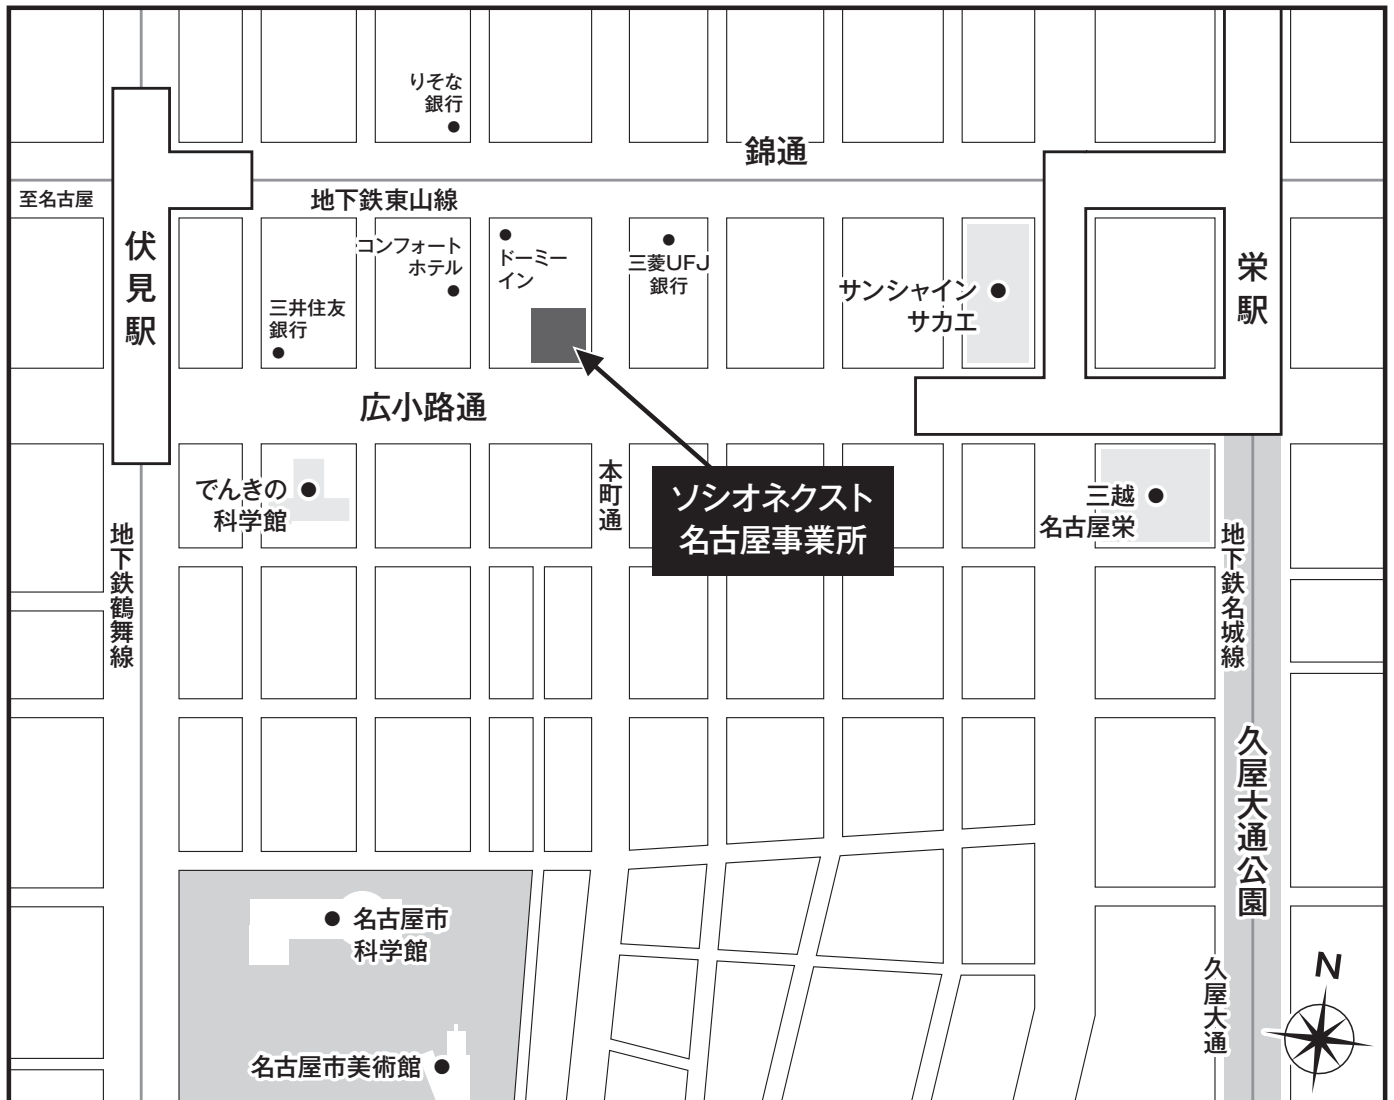 りそな
銀行
錦通
至名古屋
地下鉄東山線
伏見駅
コンフォート
ホテル
ドーミー
イン
三菱UFJ
銀行
サンシャイン
サカエ
栄駅
三井住友
銀行
広小路通
でんきの
科学館
本町通
ソシオネクスト
名古屋事業所
三越
名古屋栄
地下鉄鶴舞線
地下鉄名城線
久屋大通公園
名古屋市
科学館
久屋大通
N
名古屋市美術館